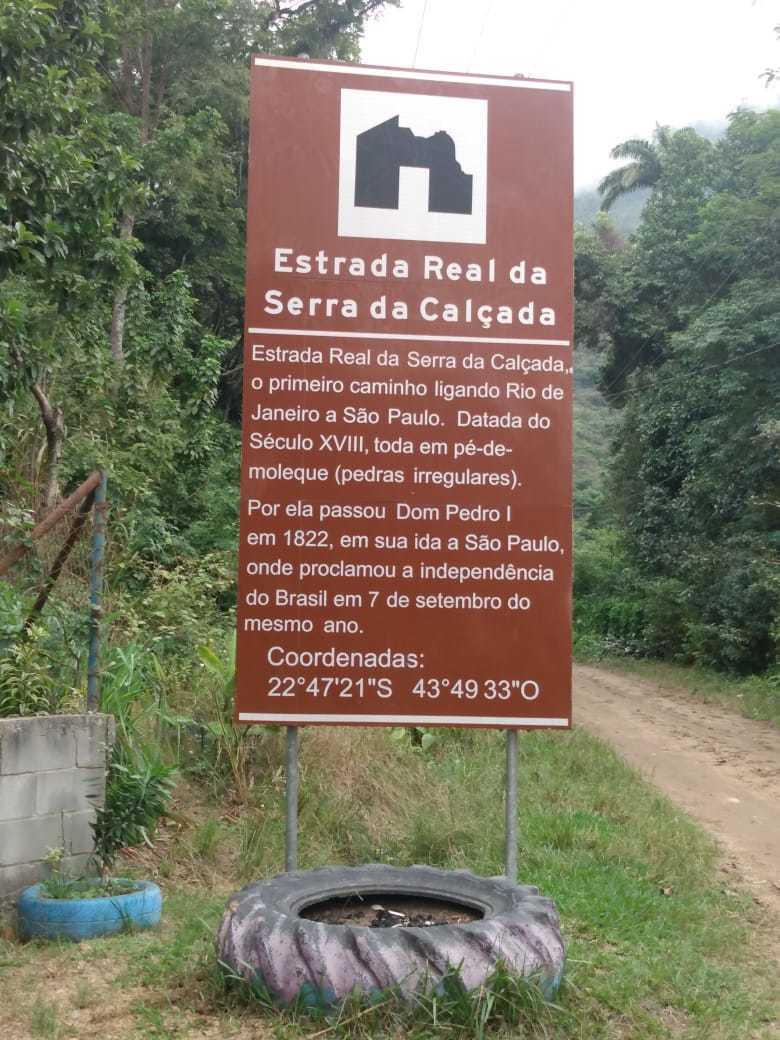 Estrada Real da
Serra da Calçada
Estrada Real da Serra da Calçada,
o primeiro caminho ligando Rio de
Janeiro a São Paulo. Datada do
Século XVIII, toda em pé-de-
moleque (pedras irregulares).
Por ela passou Dom Pedro I
em 1822, em sua ida a São Paulo,
onde proclamou a independência
do Brasil em 7 de setembro do
mesmo ano.
Coordenadas:
22°47'21"S 43°49 33"O